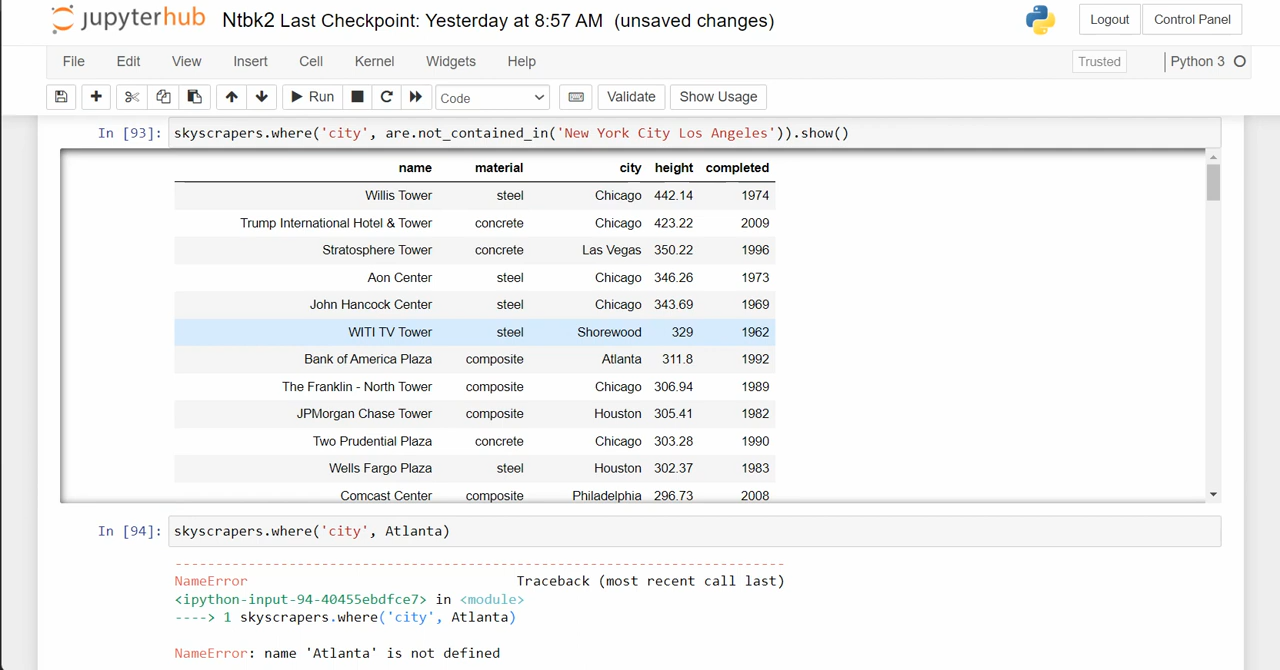 jupyterhub Ntbk2 Last Checkpoint: Yesterday at 8:57 AM (unsaved changes) Logout Control Panel
File Edit View Insert Cell Kernel Widgets Help Trusted Python 3
Run Code Validate Show Usage
In [93]: skyscrapers.where('city', are.not_contained_in('New York City Los Angeles')).show()
name material city height completed
Willis Tower steel Chicago 442.14 1974
Trump International Hotel & Tower concrete Chicago 423.22 2009
Stratosphere Tower concrete Las Vegas 350.22 1996
Aon Center steel Chicago 346.26 1973
John Hancock Center steel Chicago 343.69 1969
WITI TV Tower steel Shorewood 329 1962
Bank of America Plaza composite Atlanta 311.8 1992
The Franklin - North Tower composite Chicago 306.94 1989
JPMorgan Chase Tower composite Houston 305.41 1982
Two Prudential Plaza concrete Chicago 303.28 1990
Wells Fargo Plaza steel Houston 302.37 1983
Comcast Center composite Philadelphia 296.73 2008
In [94]: skyscrapers.where('city', Atlanta)
---------------------------------------------------------------------------
NameError Traceback (most recent call last)
<ipython-input-94-40455ebdfce7> in <module>
----> 1 skyscrapers.where('city', Atlanta)
NameError: name 'Atlanta' is not defined